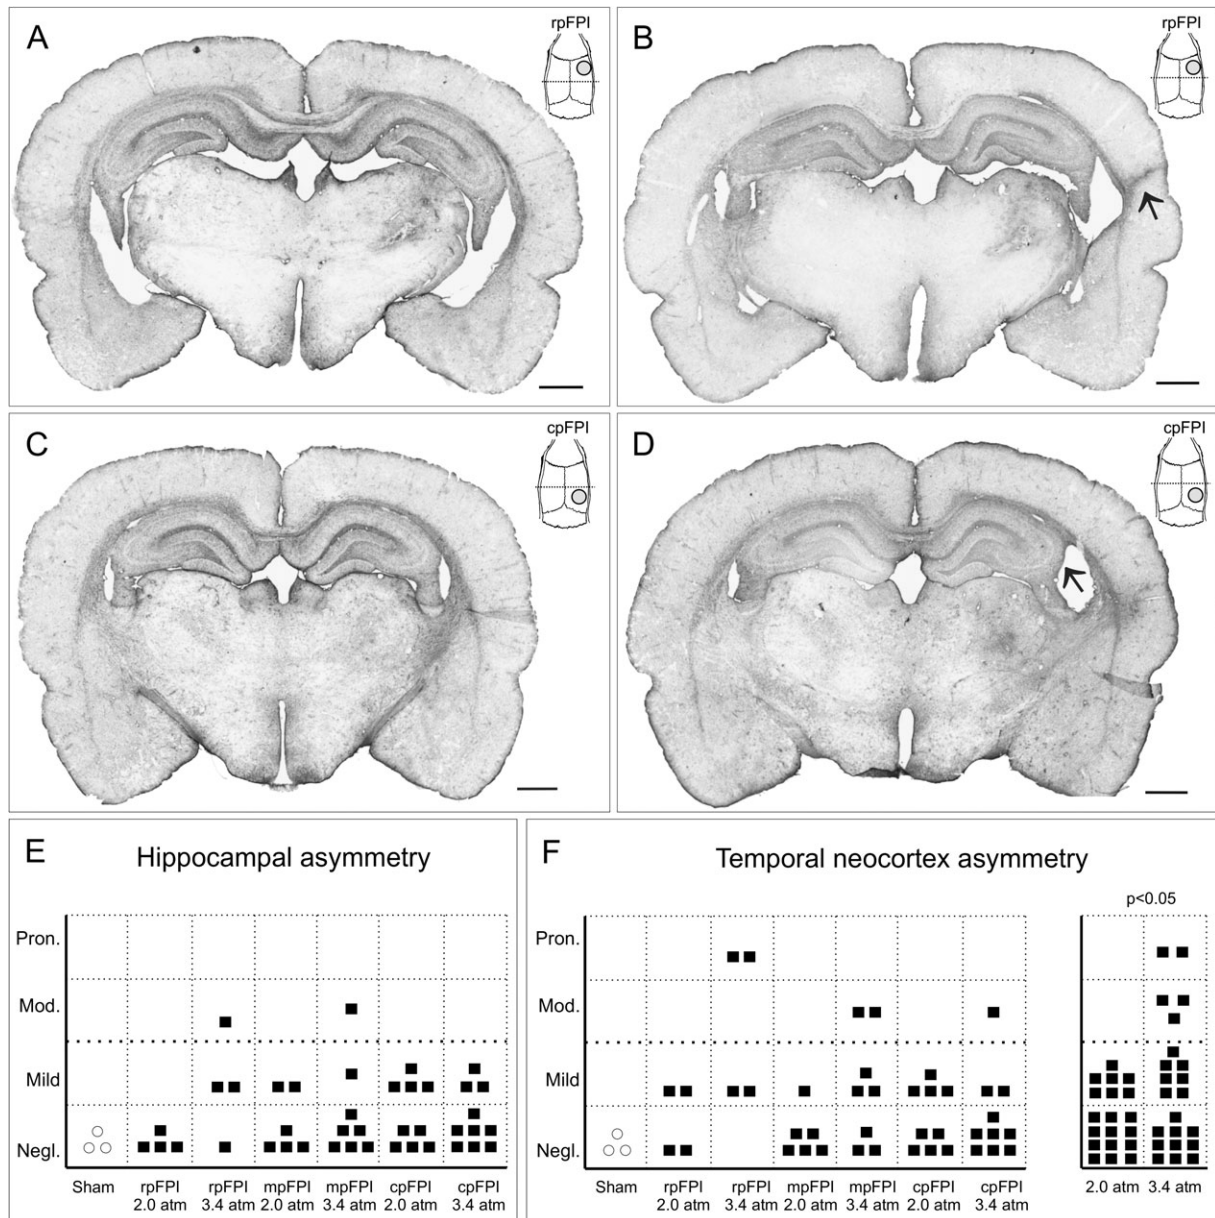 A
rpFPI
B
rpFPI
C
cpFPI
D
cpFPI
E
Hippocampal asymmetry
Pron.
Mod.
Mild
Negl.
Sham
rpFPI
2.0 atm
rpFPI
3.4 atm
mpFPI
2.0 atm
mpFPI
3.4 atm
cpFPI
2.0 atm
cpFPI
3.4 atm
F
Temporal neocortex asymmetry
p<0.05
Sham
rpFPI
2.0 atm
rpFPI
3.4 atm
mpFPI
2.0 atm
mpFPI
3.4 atm
cpFPI
2.0 atm
cpFPI
3.4 atm
2.0 atm
3.4 atm
Pron.
Mod.
Mild
Negl.